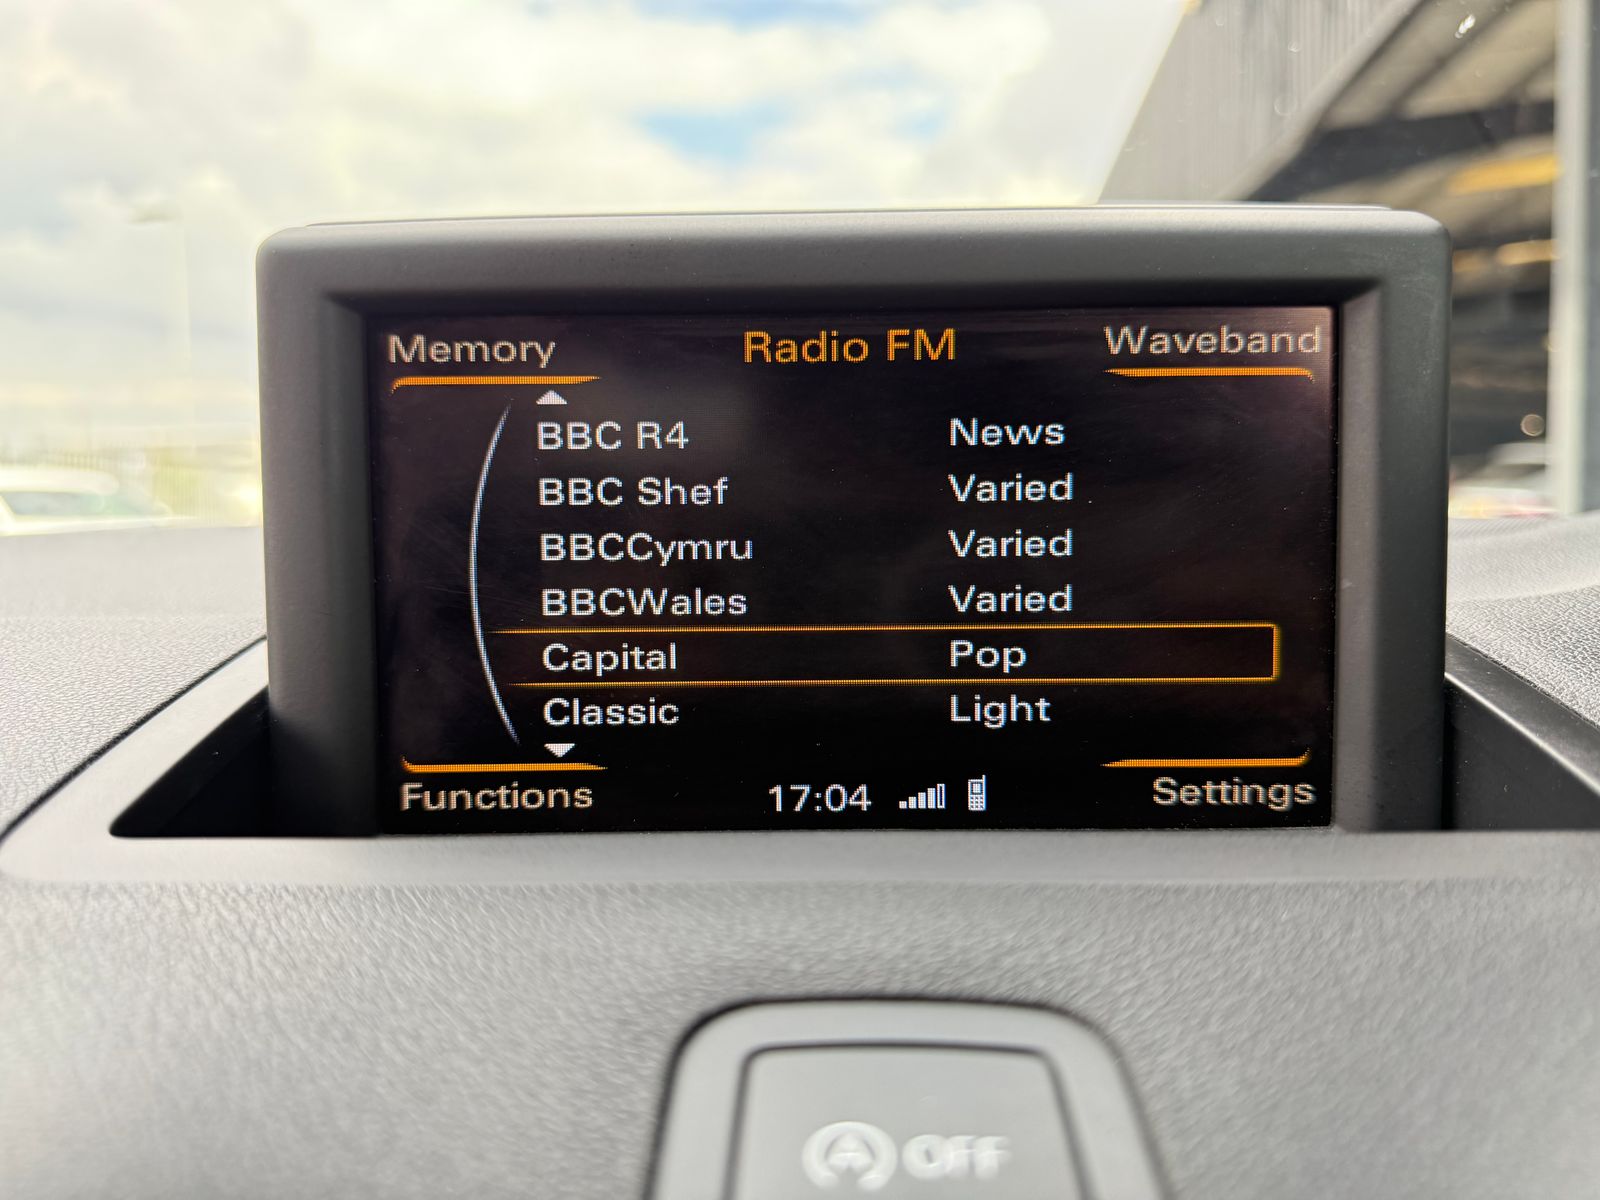 Memory Radio FM Waveband
BBC R4 News
BBC Shef Varied
BBCCymru Varied
BBCWales Varied
Capital Pop
Classic Light
Functions 17:04 Settings
A OFF